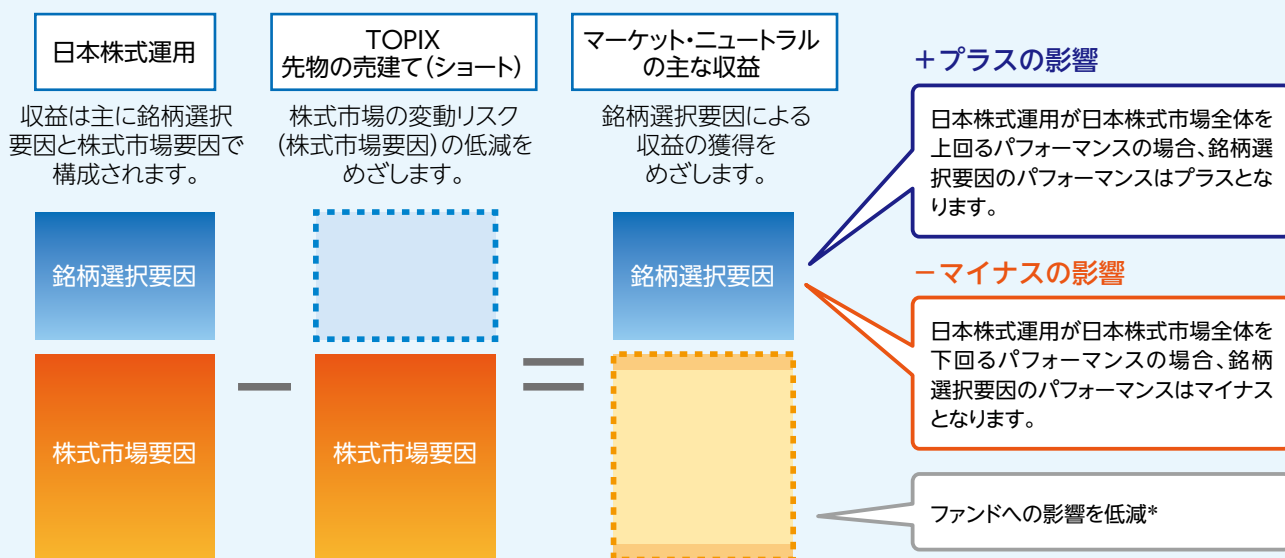 日本株式運用
収益は主に銘柄選択
要因と株式市場要因で
構成されます。
銘柄選択要因
株式市場要因
TOPIX
先物の売建て（ショート）
株式市場の変動リスク
（株式市場要因）の低減を
めざします。
株式市場要因
マーケット・ニュートラル
の主な収益
銘柄選択要因による
収益の獲得を
めざします。
銘柄選択要因
＋プラスの影響
日本株式運用が日本株式市場全体を
上回るパフォーマンスの場合、銘柄選
択要因のパフォーマンスはプラスとな
ります。
－マイナスの影響
日本株式運用が日本株式市場全体を
下回るパフォーマンスの場合、銘柄
選択要因のパフォーマンスはマイナス
となります。
ファンドへの影響を低減*